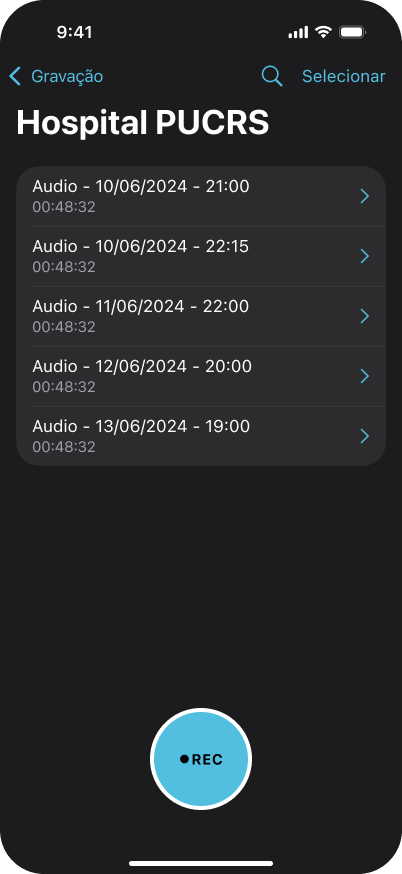 9:41
Gravação
Selecionar
Hospital PUCRS
Audio - 10/06/2024 - 21:00
00:48:32
Audio - 10/06/2024 - 22:15
00:48:32
Audio - 11/06/2024 - 22:00
00:48:32
Audio - 12/06/2024 - 20:00
00:48:32
Audio - 13/06/2024 - 19:00
00:48:32
REC